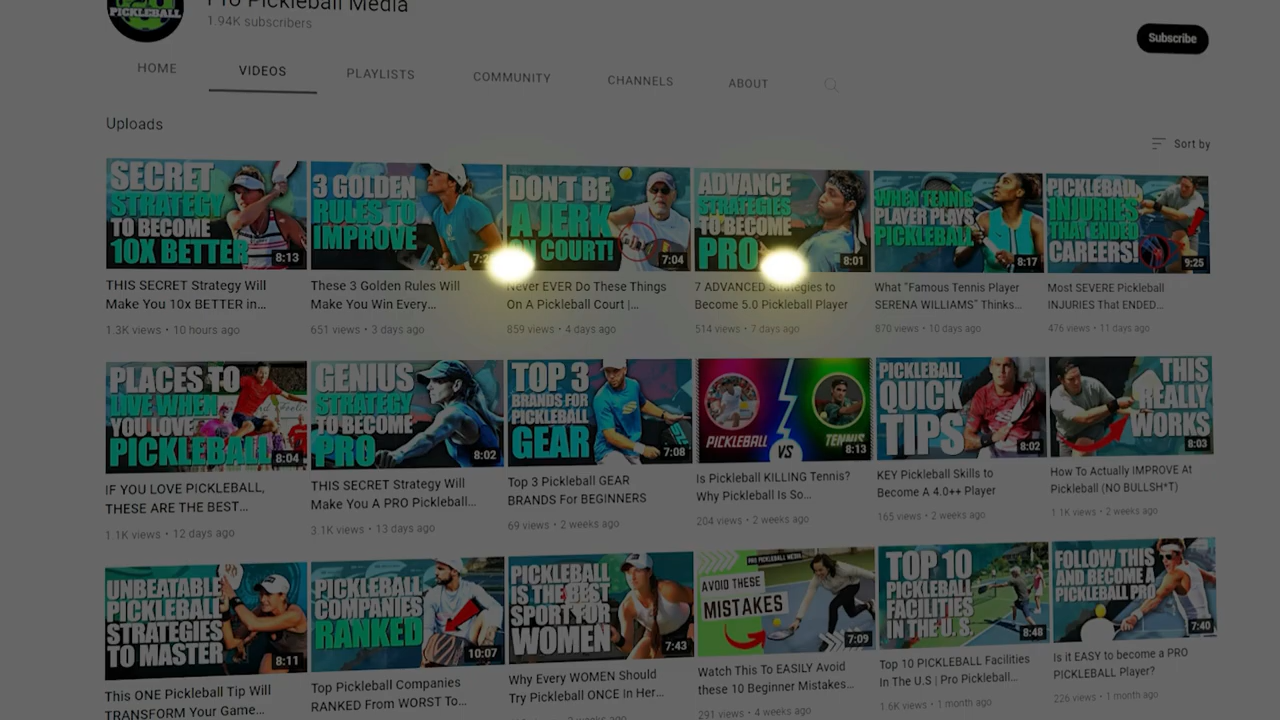 PICKLEBALL
Pro Pickleball Media
1.94K subscribers
Subscribe
HOME
VIDEOS
PLAYLISTS
COMMUNITY
CHANNELS
ABOUT
Uploads
Sort by
SECRET
STRATEGY
TO BECOME
10X BETTER
8:13
3 GOLDEN
RULES TO
IMPROVE
DON'T BE
A JERK
ON COURT!
7:04
ADVANCE
STRATEGIES
TO BECOME
PRO
8:01
WHEN TENNIS
PLAYER PLAYS
PICKLEBALL
8:17
PICKLEBALL
INJURIES
THAT ENDED
CAREERS!
9:25
THIS SECRET Strategy Will
Make You 10x BETTER in...
1.3K views • 10 hours ago
These 3 Golden Rules Will
Make You Win Every...
651 views • 3 days ago
Never EVER Do These Things
On A Pickleball Court |...
859 views • 4 days ago
7 ADVANCED Strategies to
Become 5.0 Pickleball Player
514 views • 7 days ago
What "Famous Tennis Player
SERENA WILLIAMS" Thinks...
870 views • 10 days ago
Most SEVERE Pickleball
INJURIES That ENDED...
476 views • 11 days ago
PLACES TO
LIVE WHEN
YOU LOVE
PICKLEBALL
8:04
GENIUS
STRATEGY
TO BECOME
PRO
8:02
TOP 3
BRANDS FOR
PICKLEBALL
GEAR
7:08
PICKLEBALL
VS
TENNIS
8:13
PICKLEBALL
QUICK
TIPS
8:02
THIS
REALLY
WORKS
8:03
IF YOU LOVE PICKLEBALL,
THESE ARE THE BEST...
1.1K views • 12 days ago
THIS SECRET Strategy Will
Make You A PRO Pickleball...
3.1K views • 13 days ago
Top 3 Pickleball GEAR
BRANDS For BEGINNERS
69 views • 2 weeks ago
Is Pickleball KILLING Tennis?
Why Pickleball Is So...
204 views • 2 weeks ago
KEY Pickleball Skills to
Become A 4.0++ Player
165 views • 2 weeks ago
How To Actually IMPROVE At
Pickleball (NO BULLSH*T)
1.1K views • 2 weeks ago
UNBEATABLE
PICKLEBALL
STRATEGIES
TO MASTER
8:11
PICKLEBALL
COMPANIES
RANKED
10:07
PICKLEBALL
IS THE BEST
SPORT FOR
WOMEN
7:43
PRO PICKLEBALL MEDIA
AVOID THESE
MISTAKES
7:09
TOP 10
PICKLEBALL
FACILITIES
IN THE U. S.
8:48
FOLLOW THIS
AND BECOME A
PICKLEBALL PRO
7:40
This ONE Pickleball Tip Will
TRANSFORM Your Game...
Top Pickleball Companies
RANKED From WORST To...
Why Every WOMEN Should
Try Pickleball ONCE In Her...
Watch This To EASILY Avoid
these 10 Beginner Mistakes...
291 views • 4 weeks ago
Top 10 PICKLEBALL Facilities
In The U.S | Pro Pickleball...
1.6K views • 1 month ago
Is it EASY to become a PRO
PICKLEBALL Player?
226 views • 1 month ago